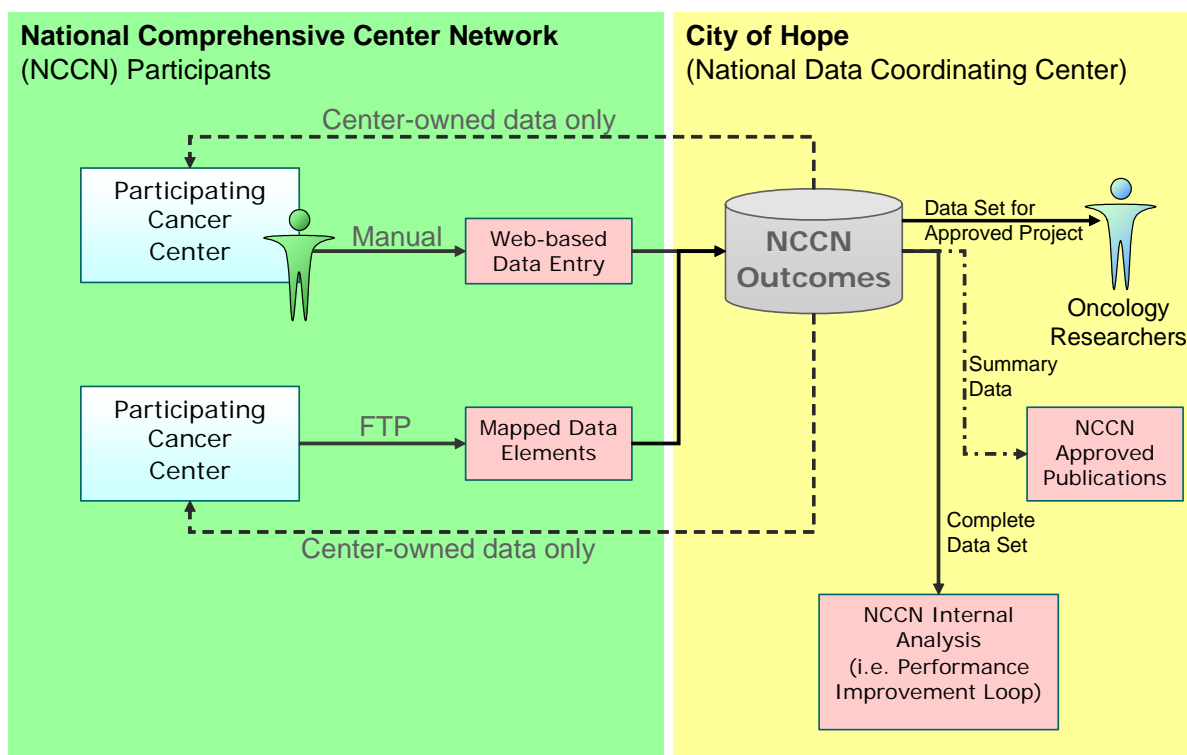 National Comprehensive Center Network
(NCCN) Participants
City of Hope
(National Data Coordinating Center)
Center-owned data only
Participating
Cancer
Center
Manual
Web-based
Data Entry
NCCN
Outcomes
Data Set for
Approved Project
Oncology
Researchers
Summary
Data
Participating
Cancer
Center
FTP
Mapped Data
Elements
NCCN
Approved
Publications
Center-owned data only
Complete
Data Set
NCCN Internal
Analysis
(i.e. Performance
Improvement Loop)